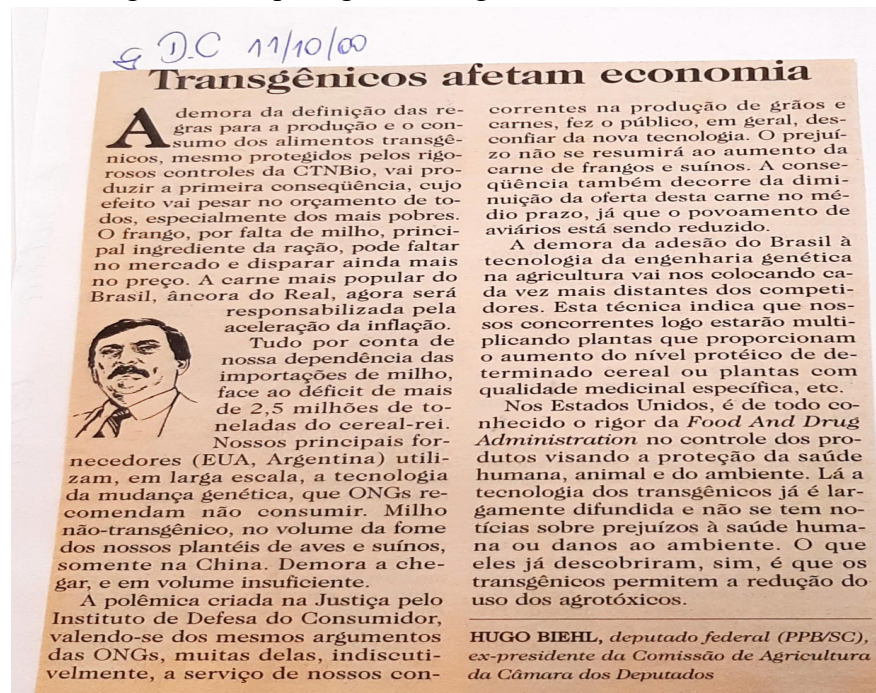 D.C 11/10/00
Transgênicos afetam economia
A demora da definição das re-
gras para a produção e o con-
sumo dos alimentos transgê-
nicos, mesmo protegidos pelos rigo-
rosos controles da CTNBio, vai pro-
duzir a primeira conseqüência, cujo
efeito vai pesar no orçamento de to-
dos, especialmente dos mais pobres.
O frango, por falta de milho, princi-
pal ingrediente da ração, pode faltar
no mercado e disparar ainda mais
no preço. A carne mais popular do
Brasil, âncora do Real, agora será
responsabilizada pela
aceleração da inflação.
Tudo por conta de
nossa dependência das
importações de milho,
face ao déficit de mais
de 2,5 milhões de to-
neladas do cereal-rei.
Nossos principais for-
necedores (EUA, Argentina) utili-
zam, em larga escala, a tecnologia
da mudança genética, que ONGs re-
comendam não consumir. Milho
não-transgênico, no volume da fome
dos nossos plantéis de aves e suínos,
somente na China. Demora a che-
gar, e em volume insuficiente.
A polêmica criada na Justiça pelo
Instituto de Defesa do Consumidor,
valendo-se dos mesmos argumentos
das ONGs, muitas delas, indiscuti-
velmente, a serviço de nossos con-
correntes na produção de grãos e
carnes, fez o público, em geral, des-
confiar da nova tecnologia. O prejuí-
zo não se resumirá ao aumento da
carne de frangos e suínos. A conse-
qüência também decorre da dimi-
nuição da oferta desta carne no mé-
dio prazo, já que o povoamento de
aviários está sendo reduzido.
A demora da adesão do Brasil à
tecnologia da engenharia genética
na agricultura vai nos colocando ca-
da vez mais distantes dos competi-
dores. Esta técnica indica que nos-
sos concorrentes logo estarão multi-
plicando plantas que proporcionam
o aumento do nível protéico de de-
terminado cereal ou plantas com
qualidade medicinal específica, etc.
Nos Estados Unidos, é de todo co-
nhecido o rigor da Food And Drug
Administration no controle dos pro-
dutos visando a proteção da saúde
humana, animal e do ambiente. Lá a
tecnologia dos transgênicos já é lar-
gamente difundida e não se tem no-
tícias sobre prejuízos à saúde huma-
na ou danos ao ambiente. O que
eles já descobriram, sim, é que os
transgênicos permitem a redução do
uso dos agrotóxicos.
HUGO BIEHL, deputado federal (PPB/SC),
ex-presidente da Comissão de Agricultura
da Câmara dos Deputados